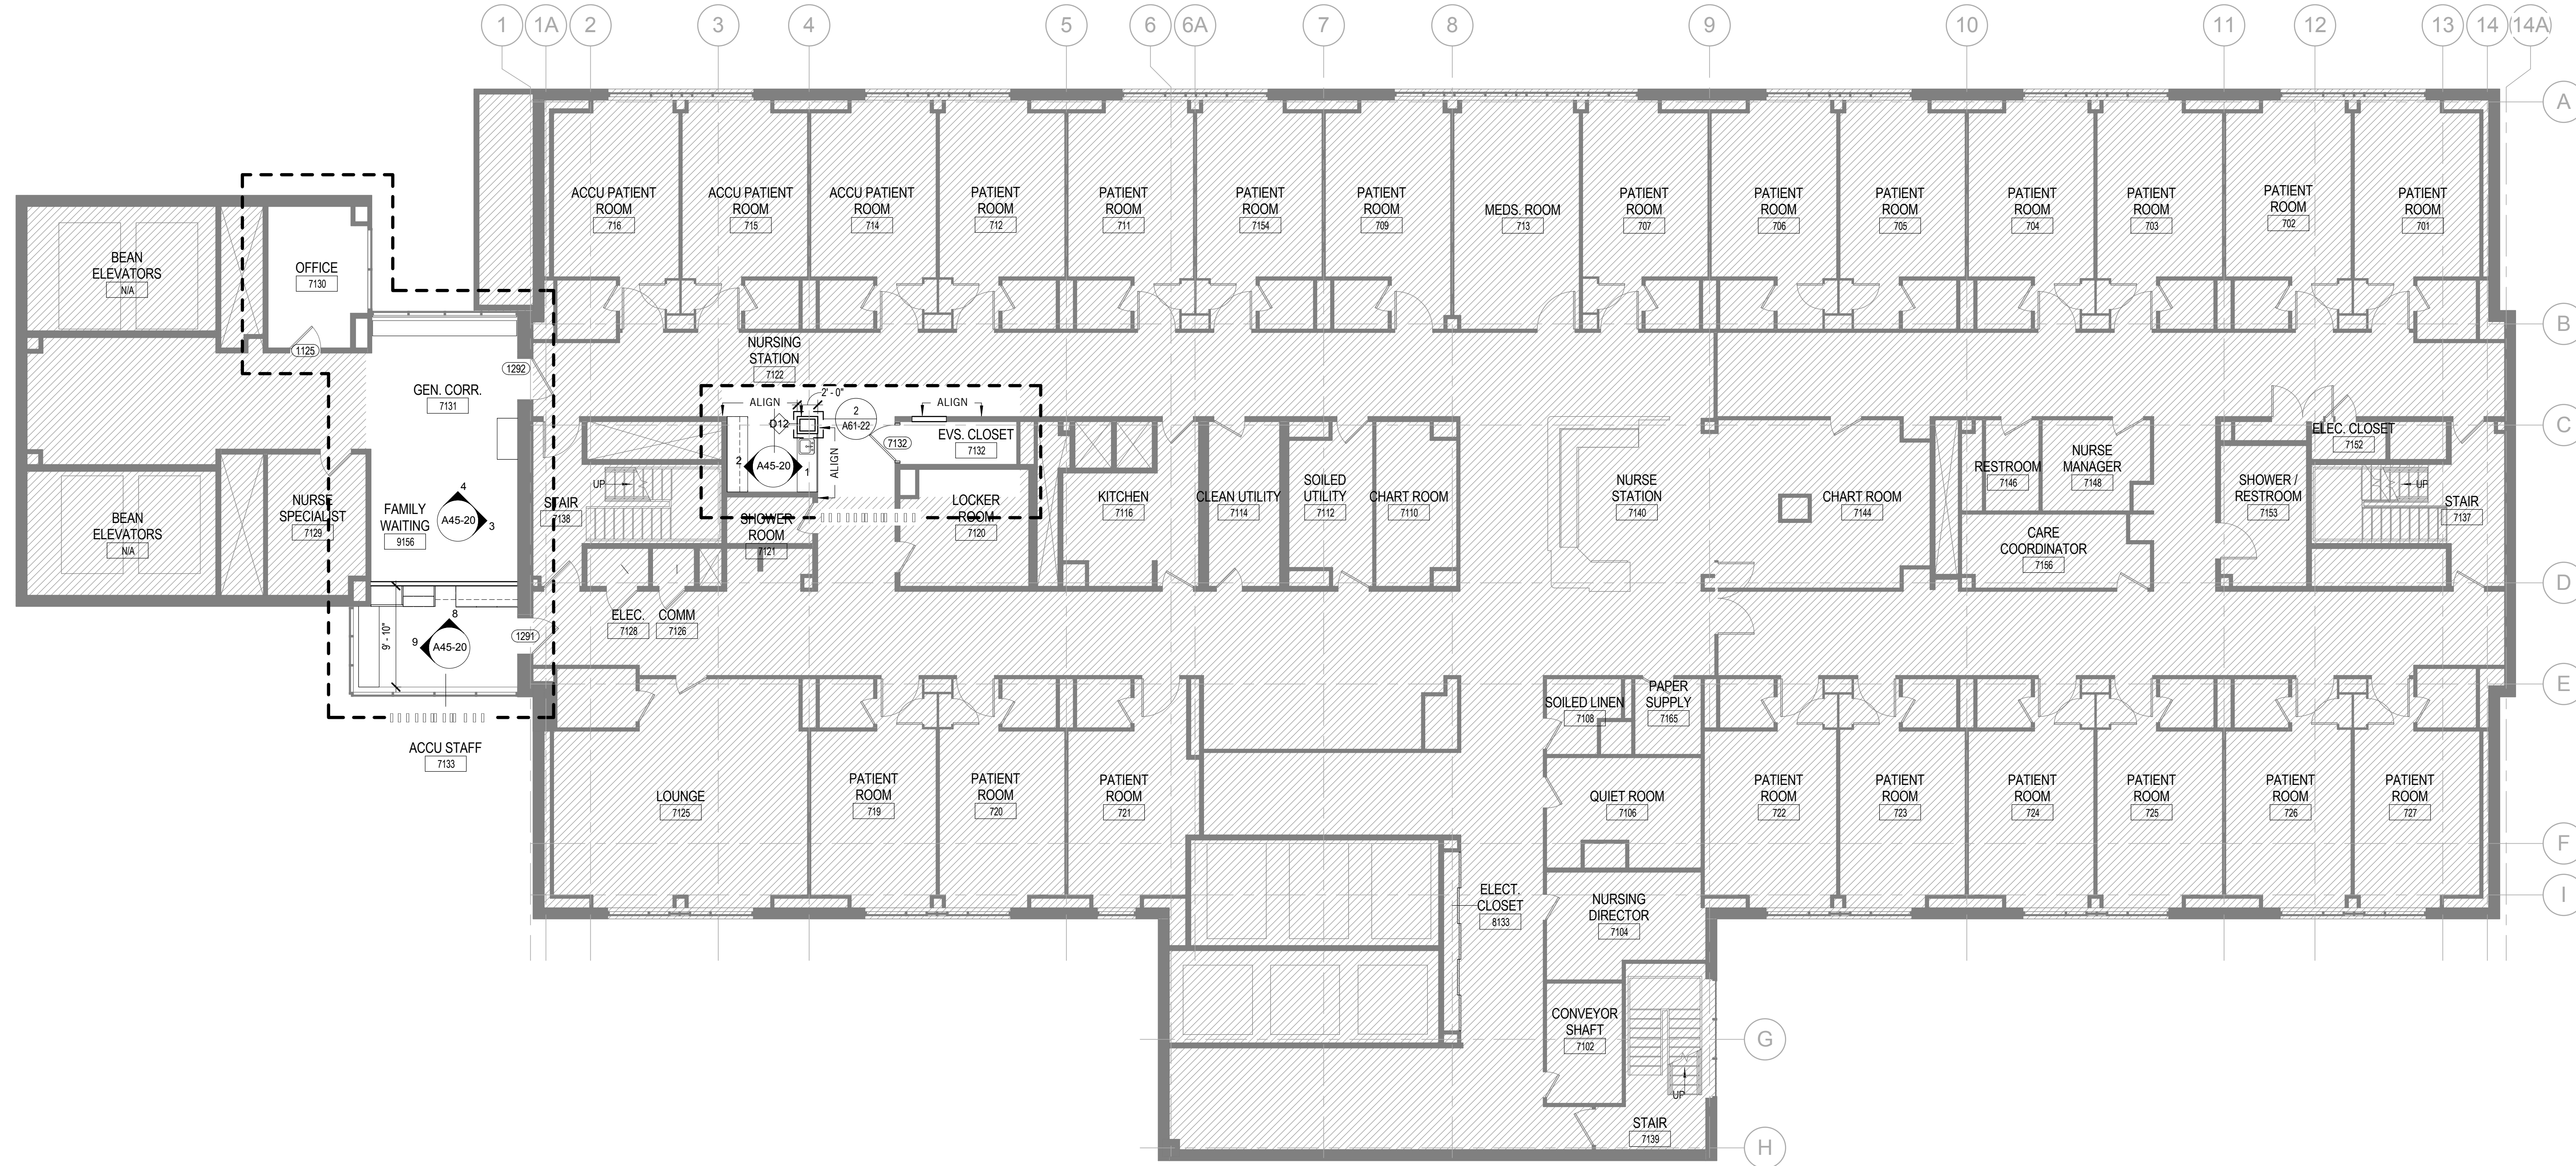 1
1A
2
3
4
5
6
6A
7
8
9
10
11
12
13
14
14A
A
B
C
D
E
F
I
G
H
ACCU PATIENT
ROOM
716
ACCU PATIENT
ROOM
715
ACCU PATIENT
ROOM
714
PATIENT
ROOM
712
PATIENT
ROOM
711
PATIENT
ROOM
7154
PATIENT
ROOM
709
MEDS. ROOM
713
PATIENT
ROOM
707
PATIENT
ROOM
706
PATIENT
ROOM
705
PATIENT
ROOM
704
PATIENT
ROOM
703
PATIENT
ROOM
702
PATIENT
ROOM
701
BEAN
ELEVATORS
N/A
OFFICE
7130
1125
GEN. CORR.
7131
1292
NURSING
STATION
7122
ALIGN
2' - 0"
2
A61-22
ALIGN
7132
EVS. CLOSET
7132
2
A45-20
1
ALIGN
BEAN
ELEVATORS
N/A
NURSE
SPECIALIST
7129
FAMILY
WAITING
9156
4
A45-20
3
STAIR
7138
UP
SHOWER
ROOM
7121
LOCKER
ROOM
7120
KITCHEN
7116
CLEAN UTILITY
7114
SOILED
UTILITY
7112
CHART ROOM
7110
NURSE
STATION
7140
CHART ROOM
7144
RESTROOM
7146
NURSE
MANAGER
7148
CARE
COORDINATOR
7156
SHOWER /
RESTROOM
7153
ELEC. CLOSET
7152
UP
STAIR
7137
9' - 10"
8
9
A45-20
1291
ELEC.
7128
COMM
7126
ACCU STAFF
7133
LOUNGE
7125
PATIENT
ROOM
719
PATIENT
ROOM
720
PATIENT
ROOM
721
SOILED LINEN
7108
PAPER
SUPPLY
7165
QUIET ROOM
7106
PATIENT
ROOM
722
PATIENT
ROOM
723
PATIENT
ROOM
724
PATIENT
ROOM
725
PATIENT
ROOM
726
PATIENT
ROOM
727
ELECT.
CLOSET
8133
NURSING
DIRECTOR
7104
CONVEYOR
SHAFT
7102
UP
STAIR
7139